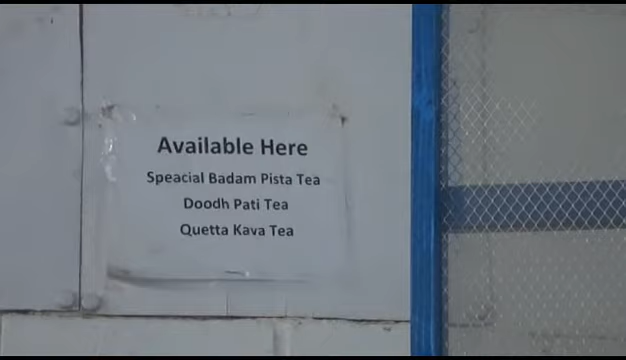 Available Here
Speacial Badam Pista Tea
Doodh Pati Tea
Quetta Kava Tea